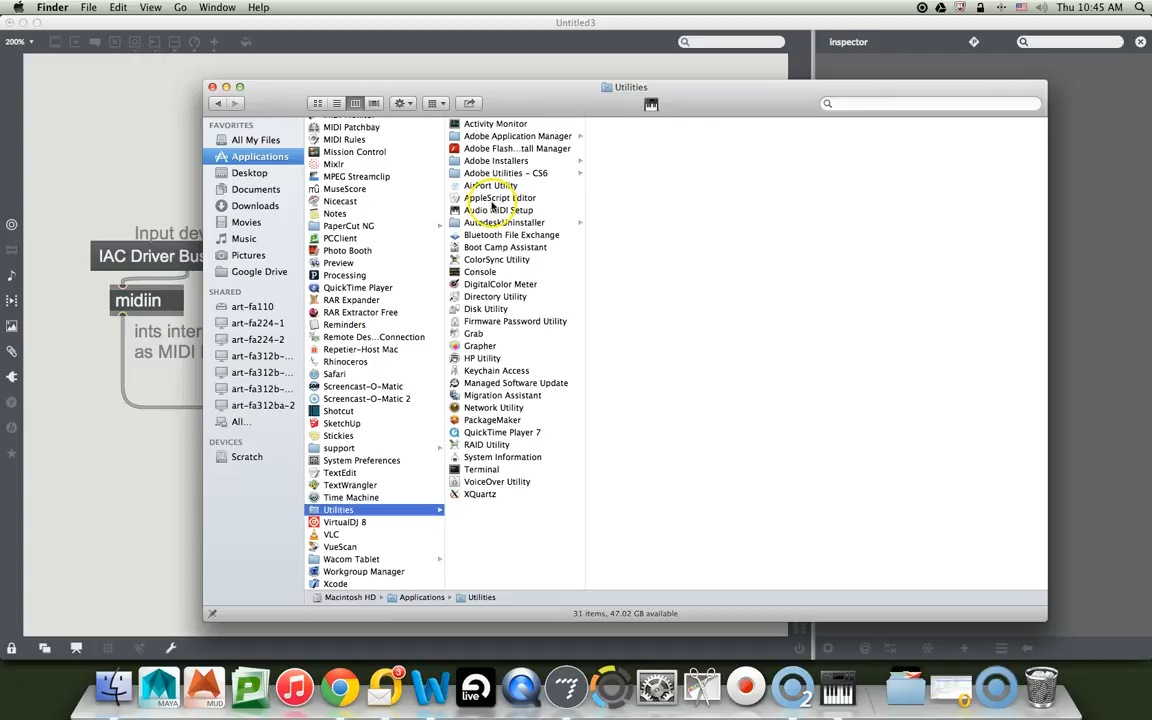 Finder File Edit View Go Window Help Thu 10:45 AM
Untitled3
200%
inspector
Utilities
FAVORITES
All My Files
Applications
Desktop
Documents
Downloads
Movies
Music
Pictures
Google Drive
SHARED
art-fa110
art-fa224-1
art-fa224-2
art-fa312b-...
art-fa312b-...
art-fa312b-...
art-fa312ba-2
All...
DEVICES
Scratch
MIDI Patchbay
MIDI Rules
Mission Control
Mixlr
MPEG Streamclip
MuseScore
Nicecast
Notes
PaperCut NG
PCClient
Photo Booth
Preview
Processing
QuickTime Player
RAR Expander
RAR Extractor Free
Reminders
Remote Des...Connection
Repetier-Host Mac
Rhinoceros
Safari
Screencast-O-Matic
Screencast-O-Matic 2
Shotcut
SketchUp
Stickies
support
System Preferences
TextEdit
TextWrangler
Time Machine
Utilities
VirtualDJ 8
VLC
VueScan
Wacom Tablet
Workgroup Manager
Xcode
Activity Monitor
Adobe Application Manager
Adobe Flash...tall Manager
Adobe Installers
Adobe Utilities - CS6
AirPort Utility
AppleScript Editor
Audio MIDI Setup
AutodeskUninstaller
Bluetooth File Exchange
Boot Camp Assistant
ColorSync Utility
Console
DigitalColor Meter
Directory Utility
Disk Utility
Firmware Password Utility
Grab
Grapher
HP Utility
Keychain Access
Managed Software Update
Migration Assistant
Network Utility
PackageMaker
QuickTime Player 7
RAID Utility
System Information
Terminal
VoiceOver Utility
XQuartz
Macintosh HD Applications Utilities
31 items, 47.02 GB available
Input dev
IAC Driver Bus
midiin
ints inter
as MIDI
MAYA
MUD
3
live
2